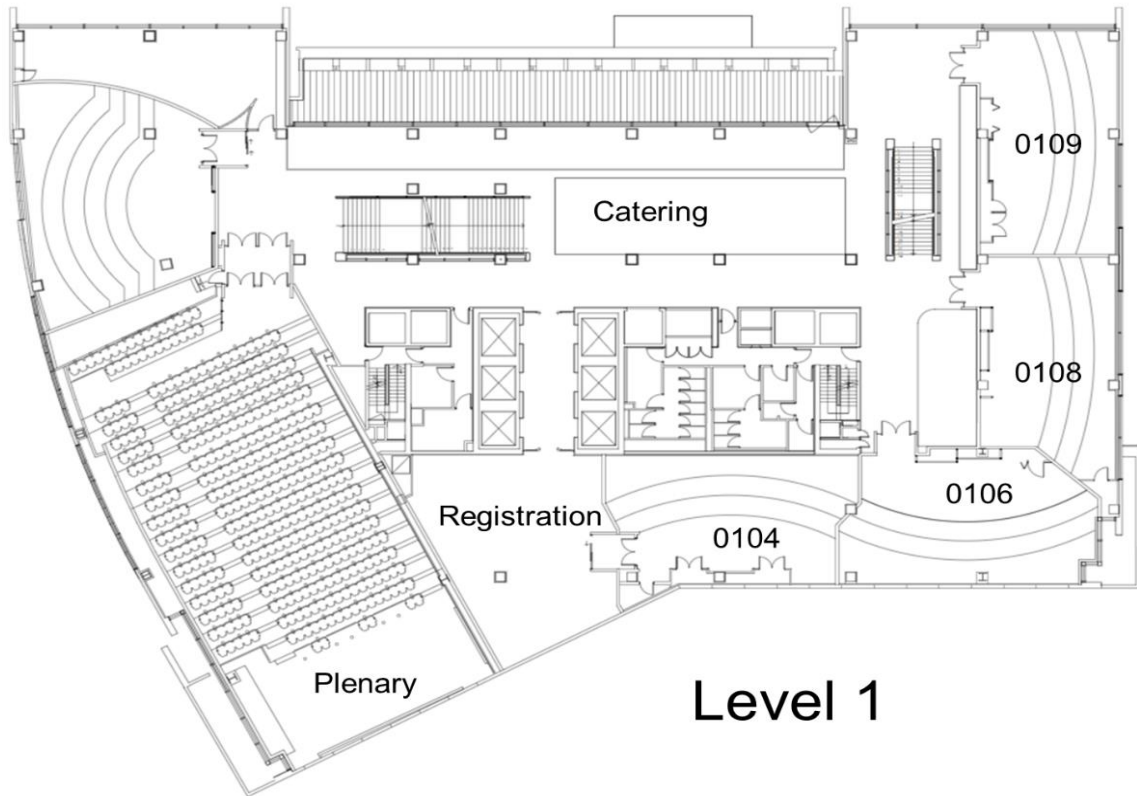 0109
Catering
0108
0106
Registration
0104
Plenary
Level 1